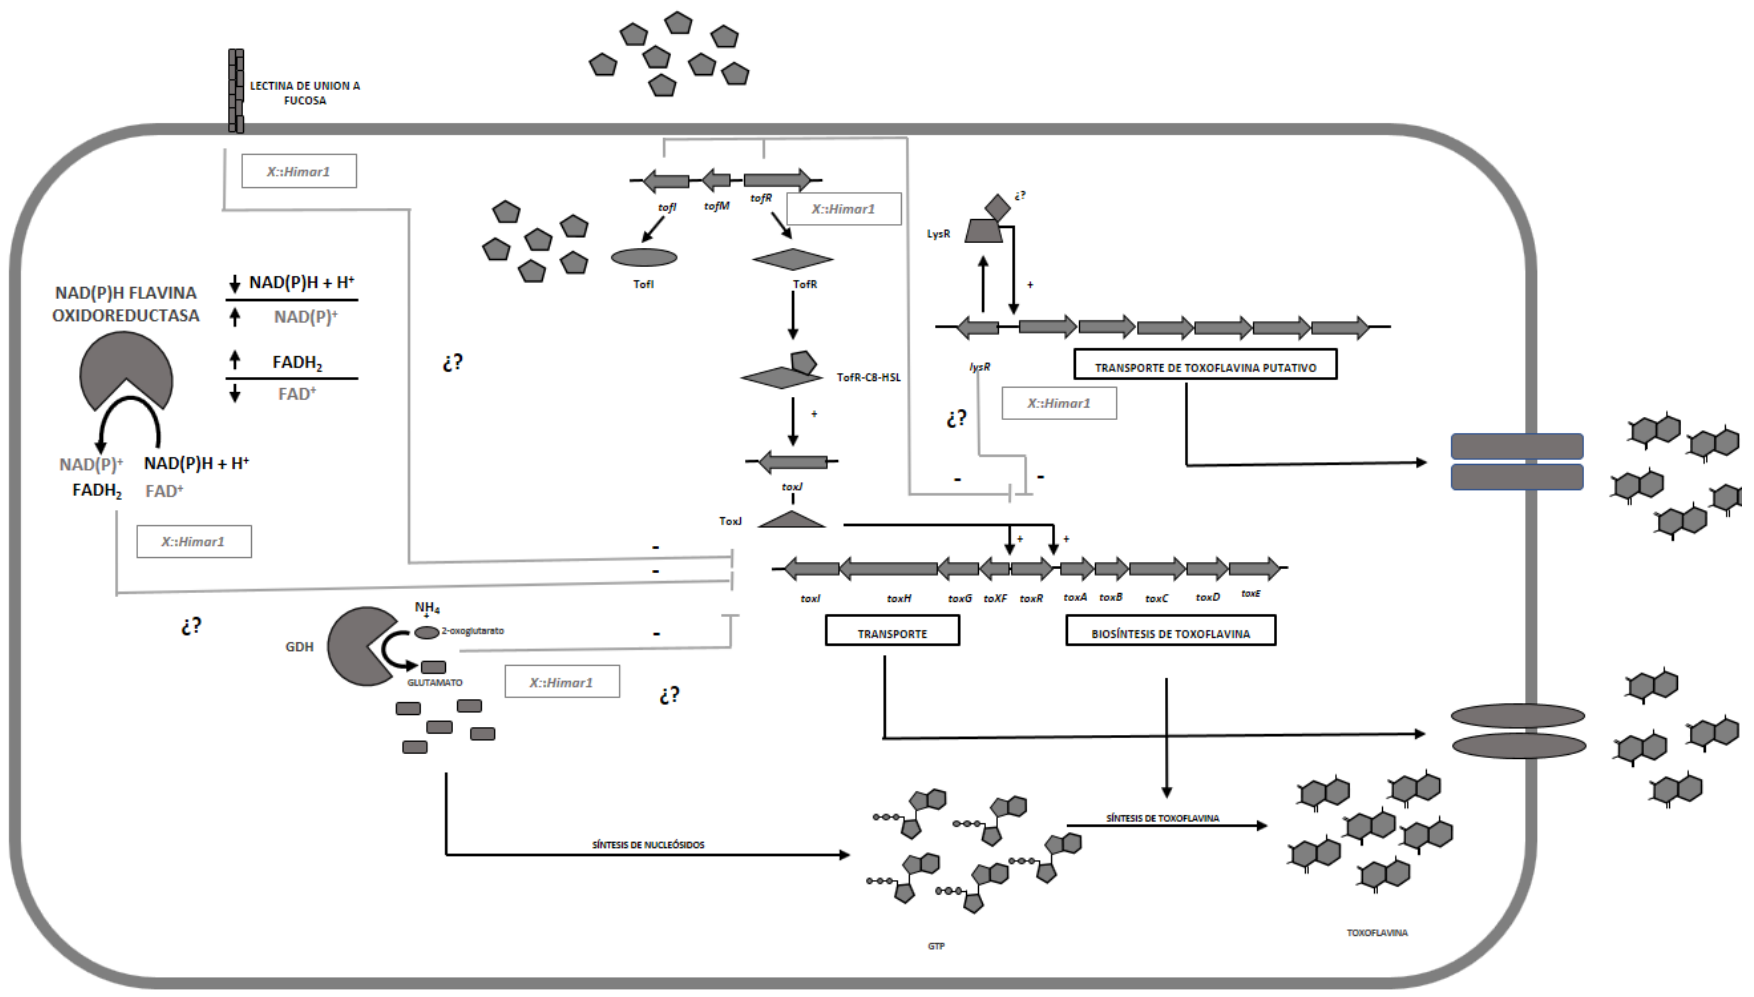 LECTINA DE UNION A
FUCOSA
X::Himar1
tofI
tofM
tofR
X::Himar1
TofI
TofR
¿?
LysR
+
NAD(P)H FLAVINA
OXIDOREDUCTASA
NAD(P)H + H+
NAD(P)+
FADH2
FAD+
¿?
lysR
TRANSPORTE DE TOXOFLAVINA PUTATIVO
TofR-C8-HSL
+
X::Himar1
¿?
NAD(P)+
NAD(P)H + H+
FADH2
FAD+
-
-
toxJ
ToxJ
X::Himar1
+
+
-
-
toxI
toxH
toxG
toXF
toxR
toxA
toxB
toxC
toxD
toxE
¿?
NH4
+
2-oxoglutarato
GDH
-
GLUTAMATO
X::Himar1
¿?
TRANSPORTE
BIOSÍNTESIS DE TOXOFLAVINA
SÍNTESIS DE NUCLEÓSIDOS
SÍNTESIS DE TOXOFLAVINA
GTP
TOXOFLAVINA